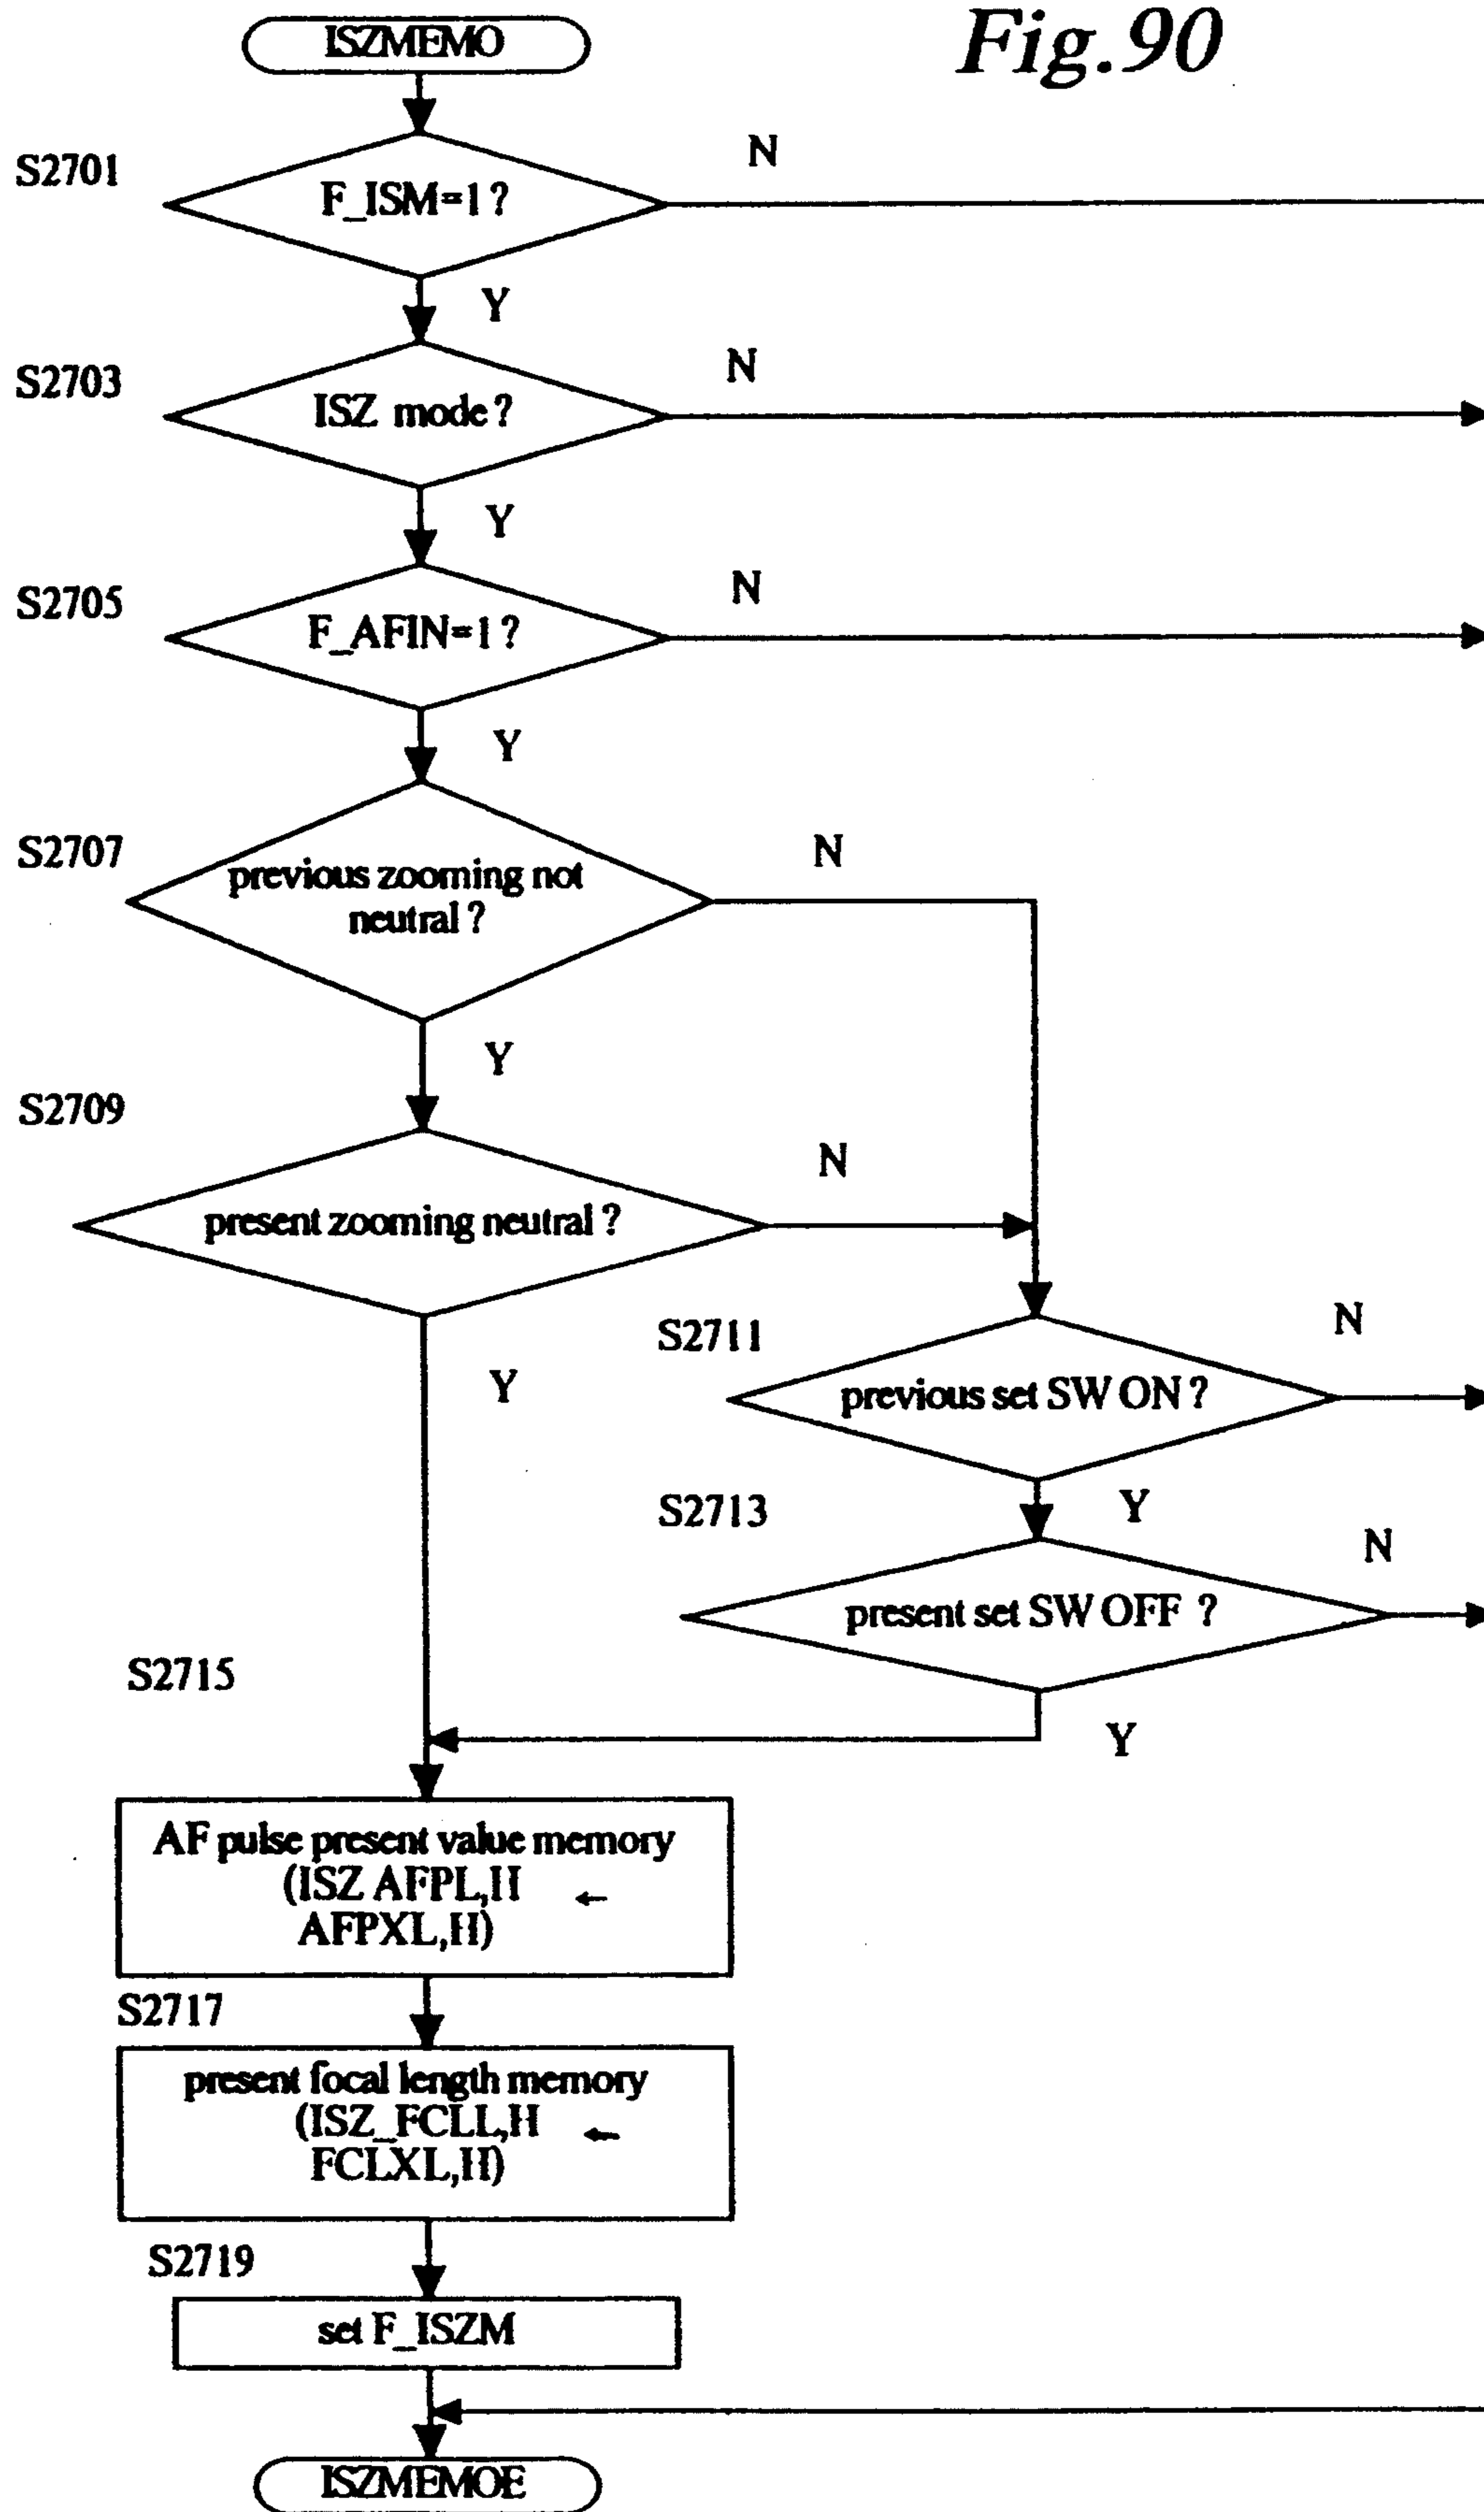 Fig.90
ISZMEMO
S2701
F_ISM=1?
N
Y
S2703
ISZ mode?
N
Y
S2705
F_AFIN=1?
N
Y
S2707
previous zooming not
neutral?
N
Y
S2709
present zooming neutral?
N
Y
S2711
previous set SW ON?
N
Y
S2713
present set SW OFF ?
N
Y
S2715
AF pulse present value memory
(ISZ AFPL,H ←
AFPXL,H)
S2717
present focal length memory
(ISZ_FCLL,H ←
FCLXL,H)
S2719
set F_ISZM
ISZMEMOE